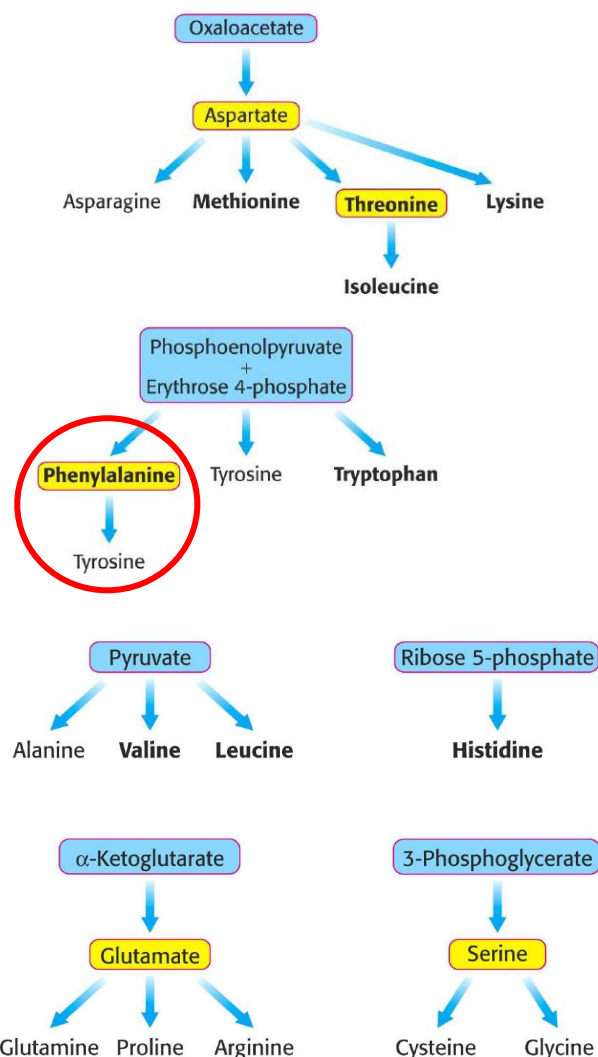 Oxaloacetate
Aspartate
Asparagine Methionine Threonine Lysine
Isoleucine
Phosphoenolpyruvate
+
Erythrose 4-phosphate
Phenylalanine Tyrosine Tryptophan
Tyrosine
Pyruvate Ribose 5-phosphate
Alanine Valine Leucine Histidine
α-Ketoglutarate 3-Phosphoglycerate
Glutamate Serine
Glutamine Proline Arginine Cysteine Glycine